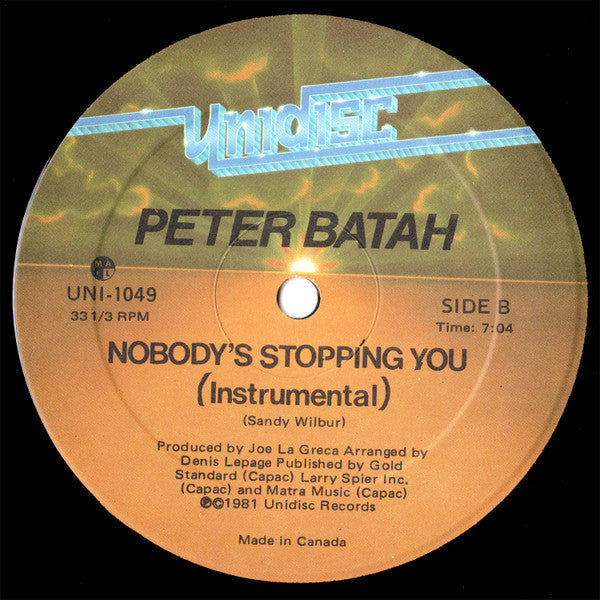 Unidisc
PETER BATAH
M A
P L
UNI-1049
33 1/3 RPM
SIDE B
Time: 7:04
NOBODY'S STOPPING YOU
(Instrumental)
(Sandy Wilbur)
Produced by Joe La Greca Arranged by
Denis Lepage Published by Gold
Standard (Capac) Larry Spier Inc.
(Capac) and Matra Music (Capac)
℗©1981 Unidisc Records
Made in Canada